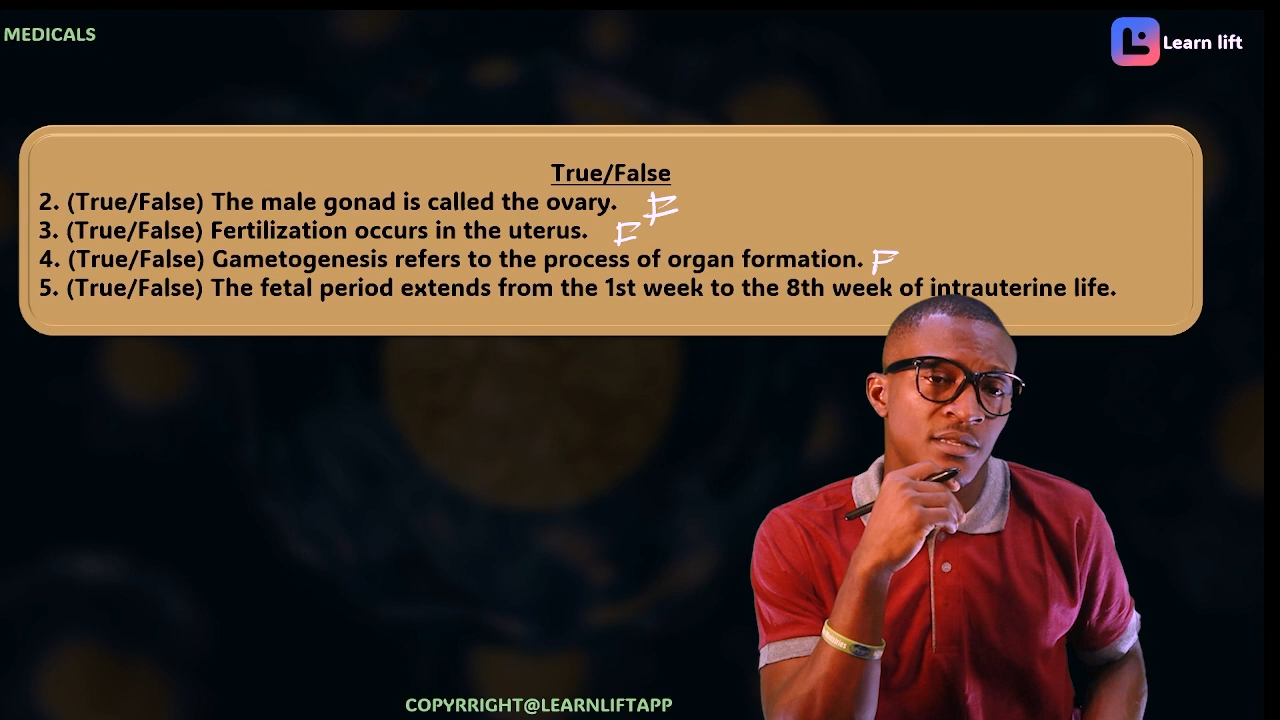 MEDICALS
Learn lift
True/False
2. (True/False) The male gonad is called the ovary. F
3. (True/False) Fertilization occurs in the uterus. F
4. (True/False) Gametogenesis refers to the process of organ formation. F
5. (True/False) The fetal period extends from the 1st week to the 8th week of intrauterine life.
COPYRRIGHT@LEARNLIFTAPP